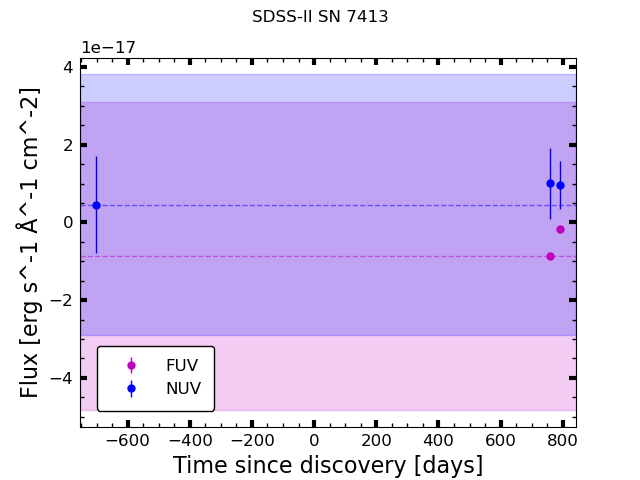 SDSS-II SN 7413
1e−17
4
2
0
−2
−4
Flux [erg s^-1 Å^-1 cm^-2]
FUV
NUV
−600 −400 −200 0 200 400 600 800
Time since discovery [days]